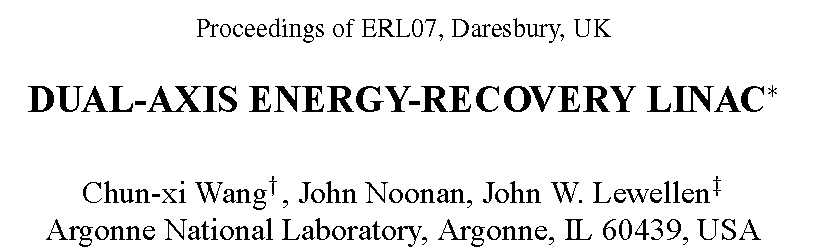 Proceedings of ERL07, Daresbury, UK
DUAL-AXIS ENERGY-RECOVERY LINAC*
Chun-xi Wang†, John Noonan, John W. Lewellen‡
Argonne National Laboratory, Argonne, IL 60439, USA